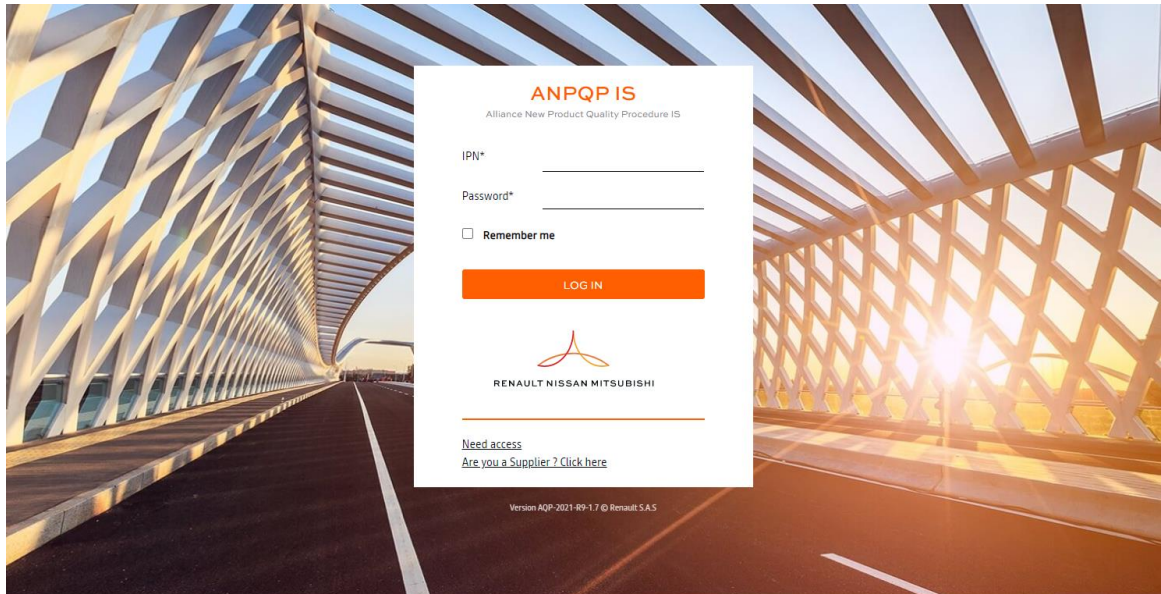 ANPQP IS
Alliance New Product Quality Procedure IS
IPN*
Password*
Remember me
LOG IN
RENAULT NISSAN MITSUBISHI
Need access
Are you a Supplier ? Click here
Version AQP-2021-R9-1.7 © Renault S.A.S